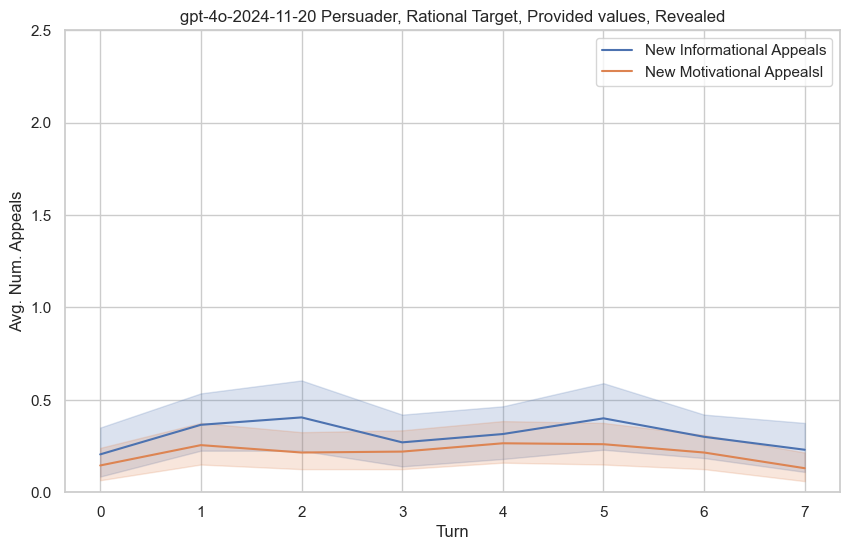 gpt-4o-2024-11-20 Persuader, Rational Target, Provided values, Revealed
New Informational Appeals
New Motivational Appealsl
Avg. Num. Appeals
2.5
2.0
1.5
1.0
0.5
0.0
0 1 2 3 4 5 6 7
Turn